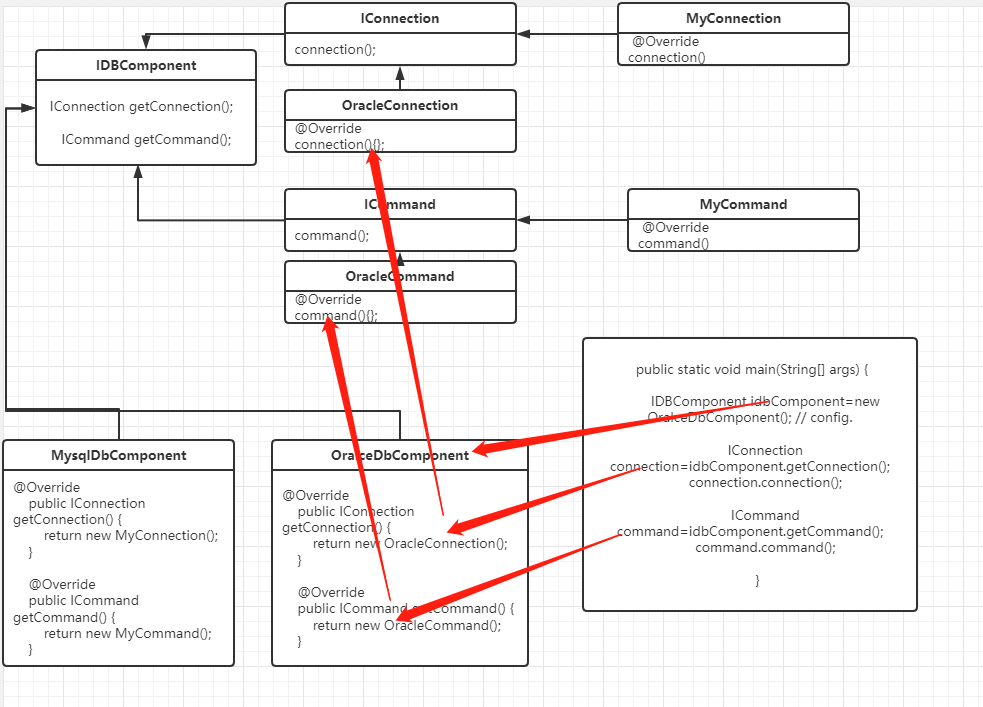 IConnection
connection();
MyConnection
@Override
connection()
IDBComponent
IConnection getConnection();
ICommand getCommand();
OracleConnection
@Override
connection(){};
ICommand
command();
MyCommand
@Override
command()
OracleCommand
@Override
command(){};
public static void main(String[] args) {
IDBComponent idbComponent=new
OralceDbComponent(); // config.
IConnection
connection=idbComponent.getConnection();
connection.connection();
ICommand
command=idbComponent.getCommand();
command.command();
}
MysqlDbComponent
@Override
public IConnection
getConnection() {
return new MyConnection();
}
@Override
public ICommand
getCommand() {
return new MyCommand();
}
OralceDbComponent
@Override
public IConnection
getConnection() {
return new OracleConnection();
}
@Override
public ICommand getCommand() {
return new OracleCommand();
}